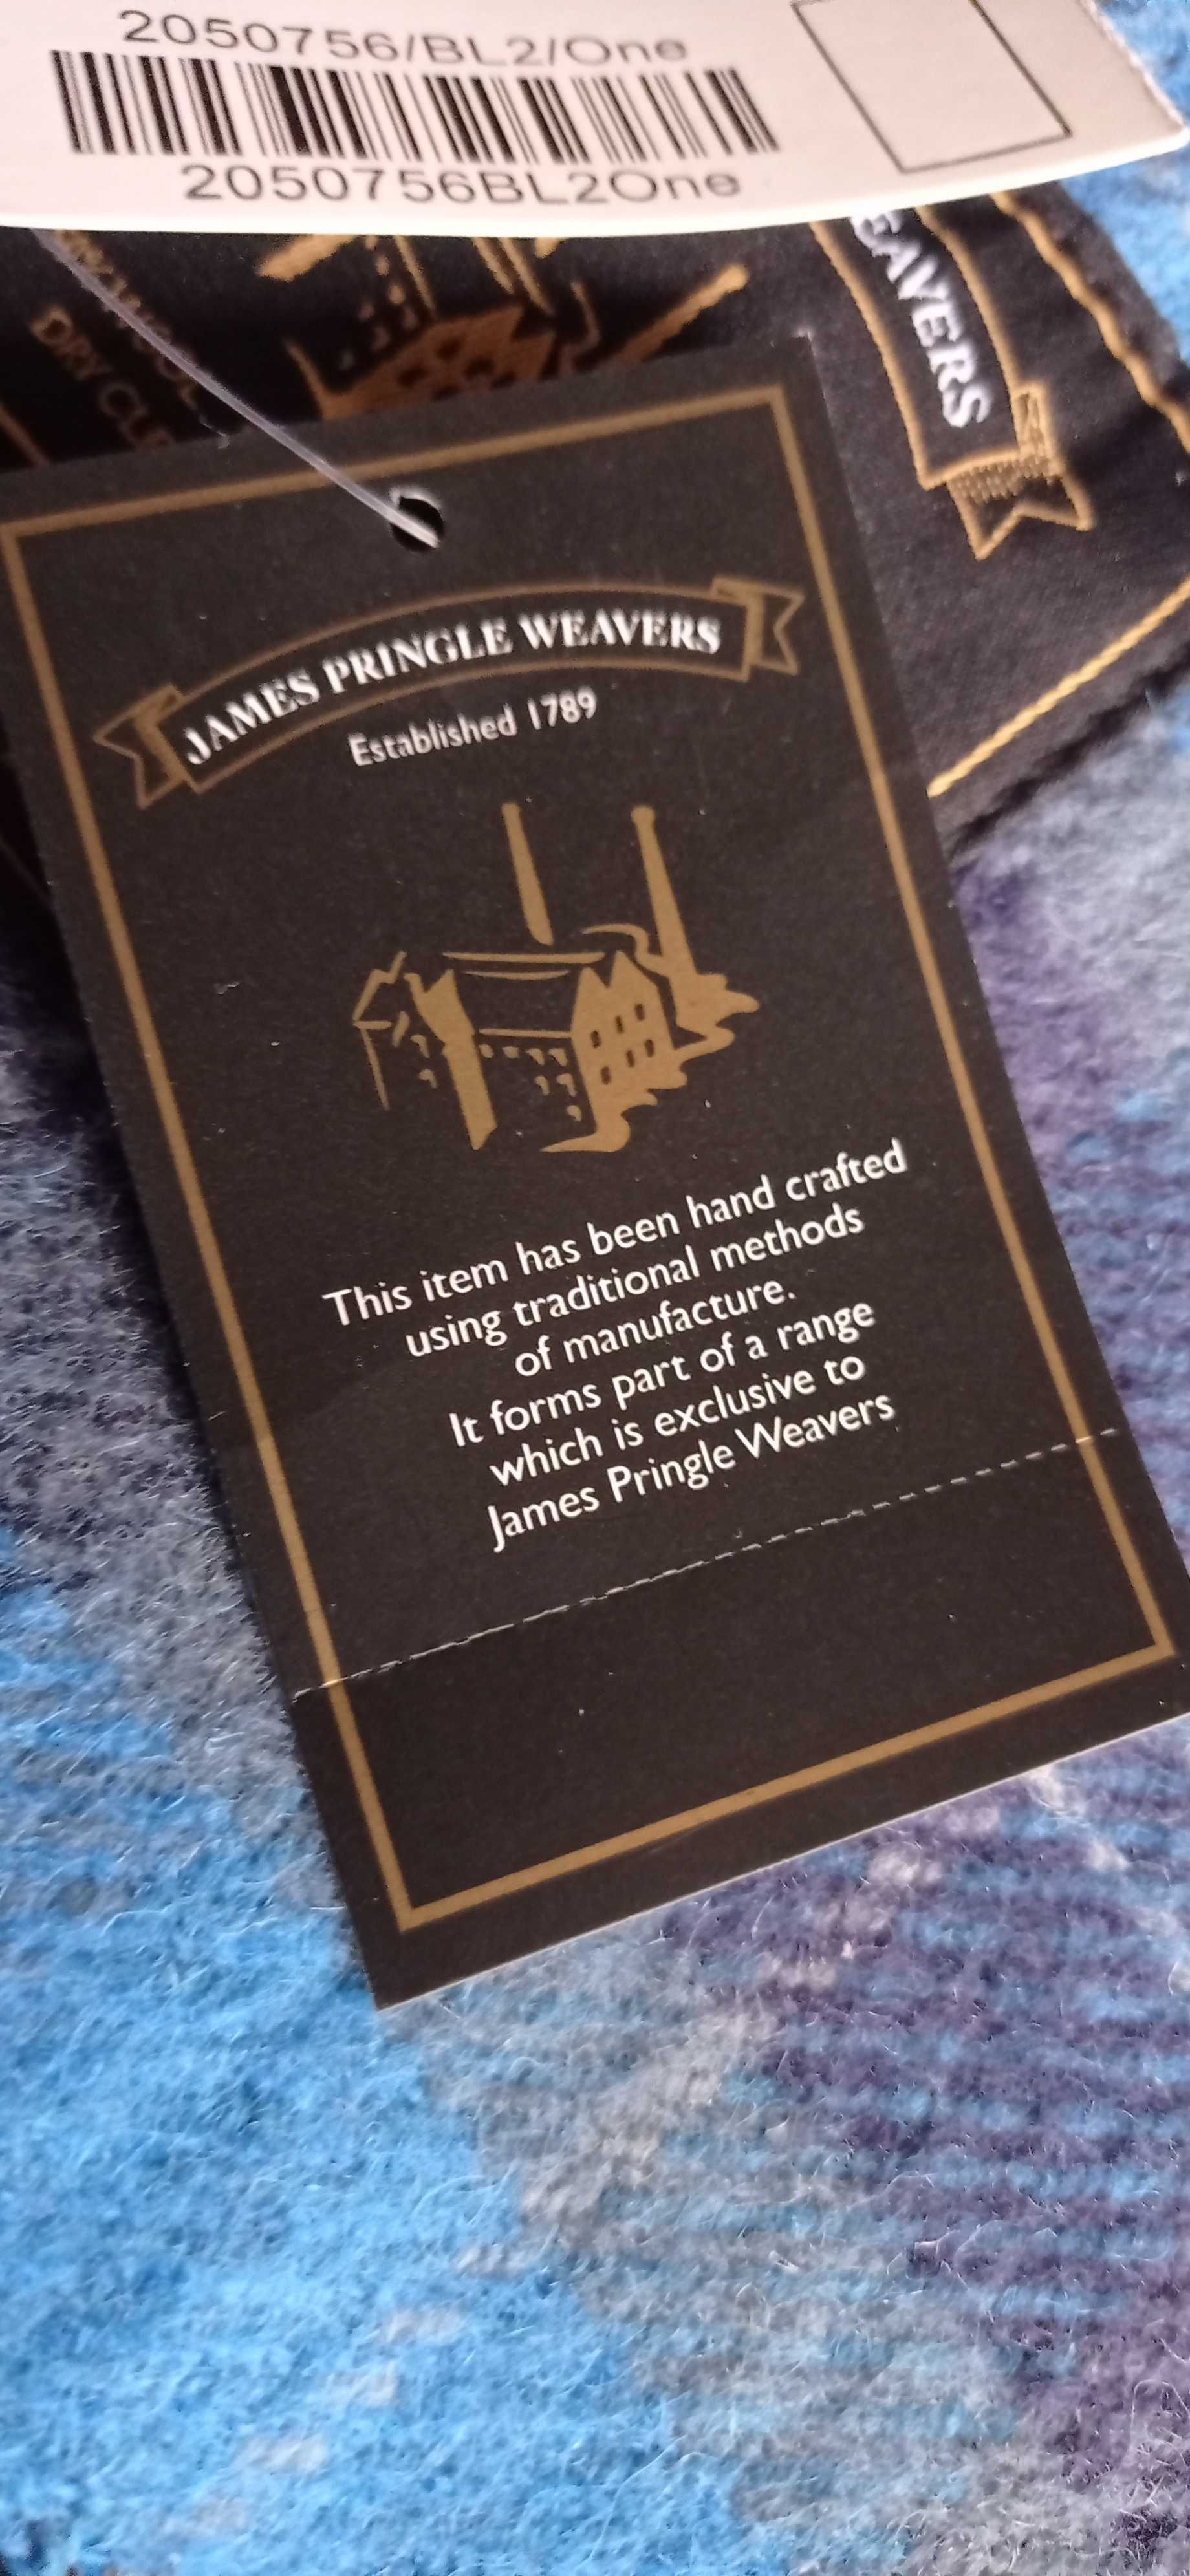 2050756/BL2/One
2050756BL2One
EAVERS
DRY CLE
JAMES PRINGLE WEAVERS
Established 1789
This item has been hand crafted
using traditional methods
of manufacture.
It forms part of a range
which is exclusive to
James Pringle Weavers